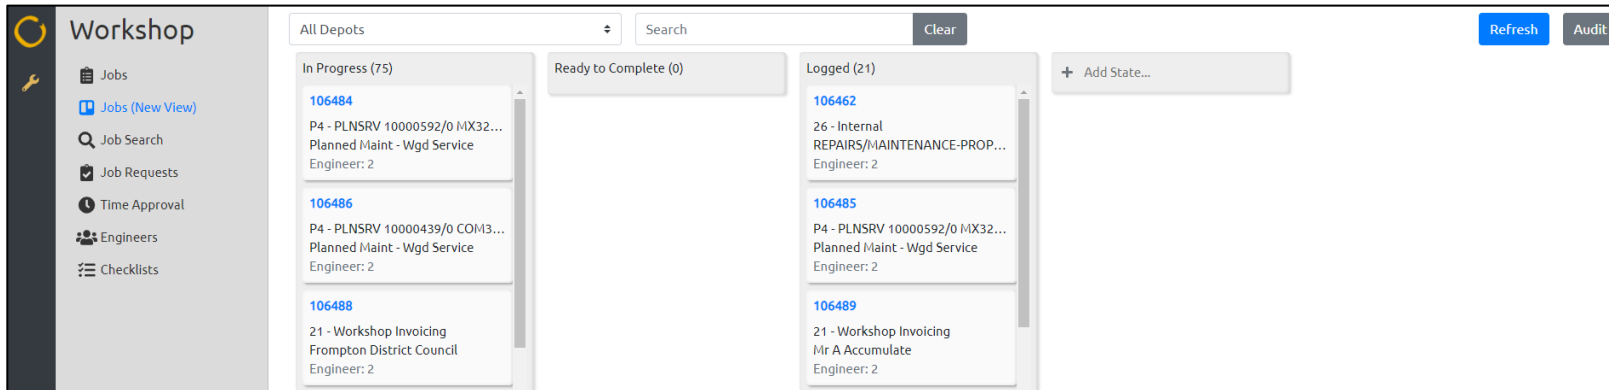 Workshop
Jobs
Jobs (New View)
Job Search
Job Requests
Time Approval
Engineers
Checklists
All Depots
Search
Clear
Refresh
Audit
In Progress (75)
106484
P4 - PLNSRV 10000592/0 MX32...
Planned Maint - Wgd Service
Engineer: 2
106486
P4 - PLNSRV 10000439/0 COM3...
Planned Maint - Wgd Service
Engineer: 2
106488
21 - Workshop Invoicing
Frompton District Council
Engineer: 2
Ready to Complete (0)
Logged (21)
106462
26 - Internal
REPAIRS/MAINTENANCE-PROP...
Engineer: 2
106485
P4 - PLNSRV 10000592/0 MX32...
Planned Maint - Wgd Service
Engineer: 2
106489
21 - Workshop Invoicing
Mr A Accumulate
Engineer: 2
Add State...